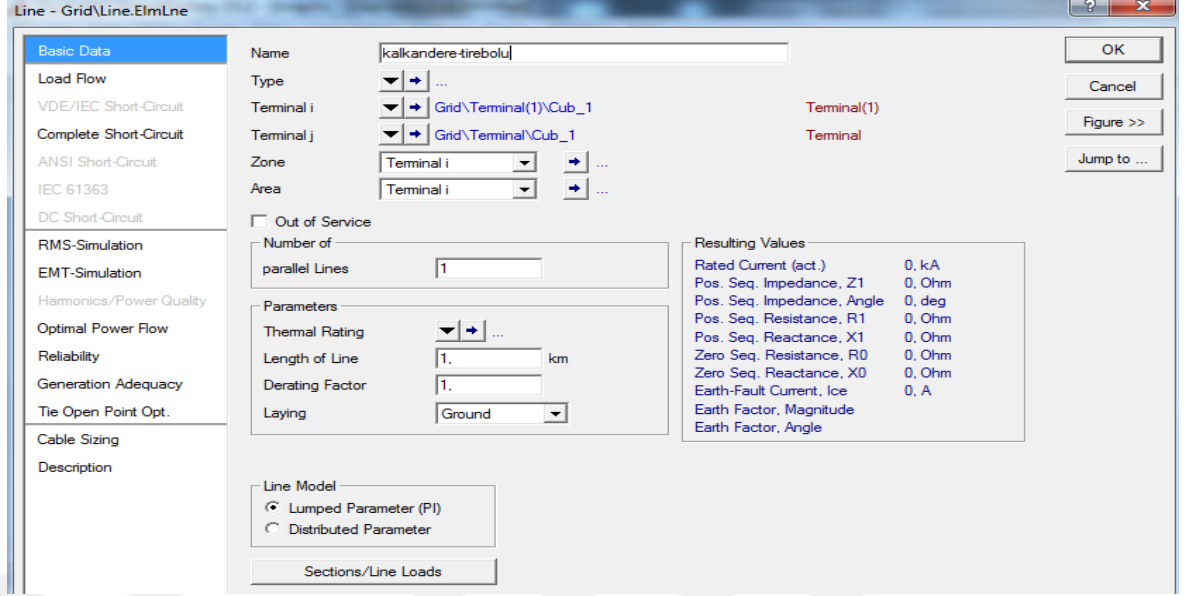 Line - Grid\Line.ElmLne
Basic Data
Load Flow
VDE/IEC Short-Circuit
Complete Short-Circuit
ANSI Short-Circuit
IEC 61363
DC Short-Circuit
RMS-Simulation
EMT-Simulation
Harmonics/Power Quality
Optimal Power Flow
Reliability
Generation Adequacy
Tie Open Point Opt.
Cable Sizing
Description
Name kalkandere-tirebolu
Type ...
Terminal i Grid\Terminal(1)\Cub_1 Terminal(1)
Terminal j Grid\Terminal\Cub_1 Terminal
Zone Terminal i ...
Area Terminal i ...
Out of Service
Number of
parallel Lines 1
Parameters
Thermal Rating ...
Length of Line 1, km
Derating Factor 1,
Laying Ground
Resulting Values
Rated Current (act.) 0, kA
Pos. Seq. Impedance, Z1 0, Ohm
Pos. Seq. Impedance, Angle 0, deg
Pos. Seq. Resistance, R1 0, Ohm
Pos. Seq. Reactance, X1 0, Ohm
Zero Seq. Resistance, R0 0, Ohm
Zero Seq. Reactance, X0 0, Ohm
Earth-Fault Current, Ice 0, A
Earth Factor, Magnitude
Earth Factor, Angle
Line Model
Lumped Parameter (PI)
Distributed Parameter
Sections/Line Loads
OK
Cancel
Figure >>
Jump to ...